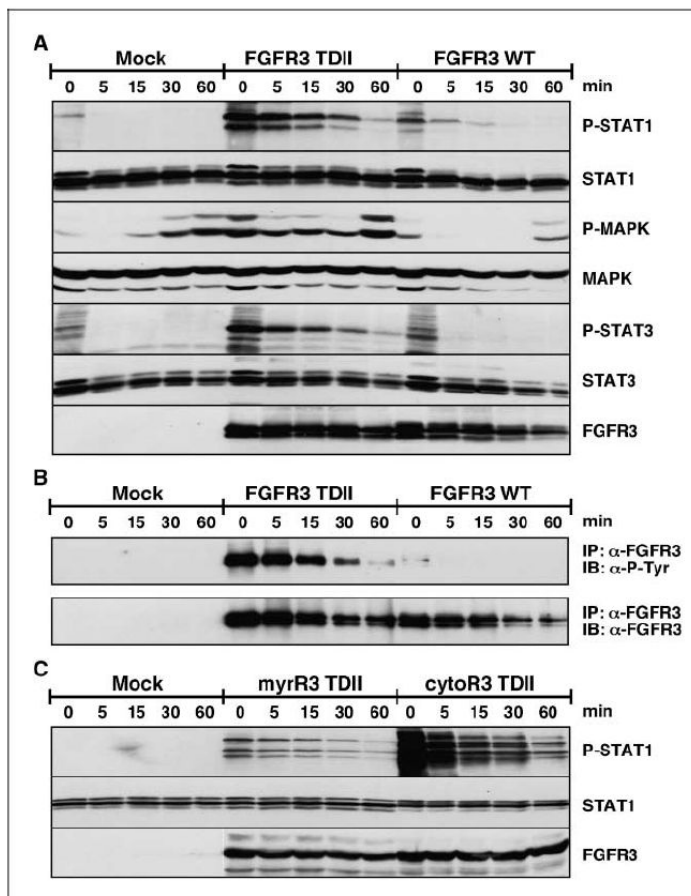 A
Mock FGFR3 TDII FGFR3 WT
0 5 15 30 60 0 5 15 30 60 0 5 15 30 60 min
P-STAT1
STAT1
P-MAPK
MAPK
P-STAT3
STAT3
FGFR3
B
Mock FGFR3 TDII FGFR3 WT
0 5 15 30 60 0 5 15 30 60 0 5 15 30 60 min
IP: α-FGFR3
IB: α-P-Tyr
IP: α-FGFR3
IB: α-FGFR3
C
Mock myrR3 TDII cytoR3 TDII
0 5 15 30 60 0 5 15 30 60 0 5 15 30 60 min
P-STAT1
STAT1
FGFR3